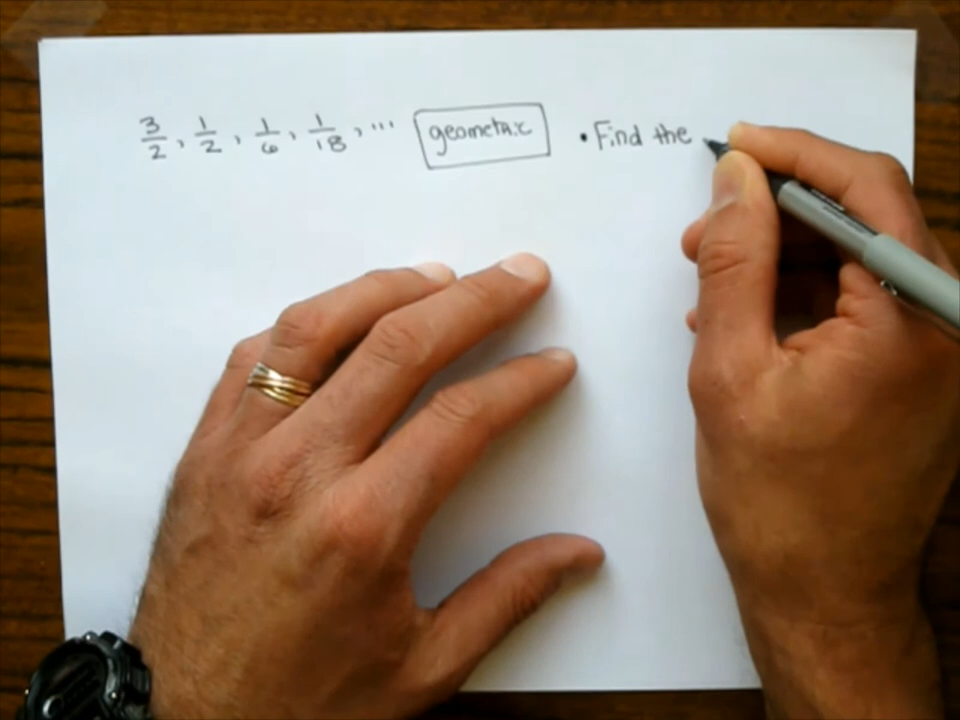 3/2, 1/2, 1/6, 1/18, ... geometric • Find the